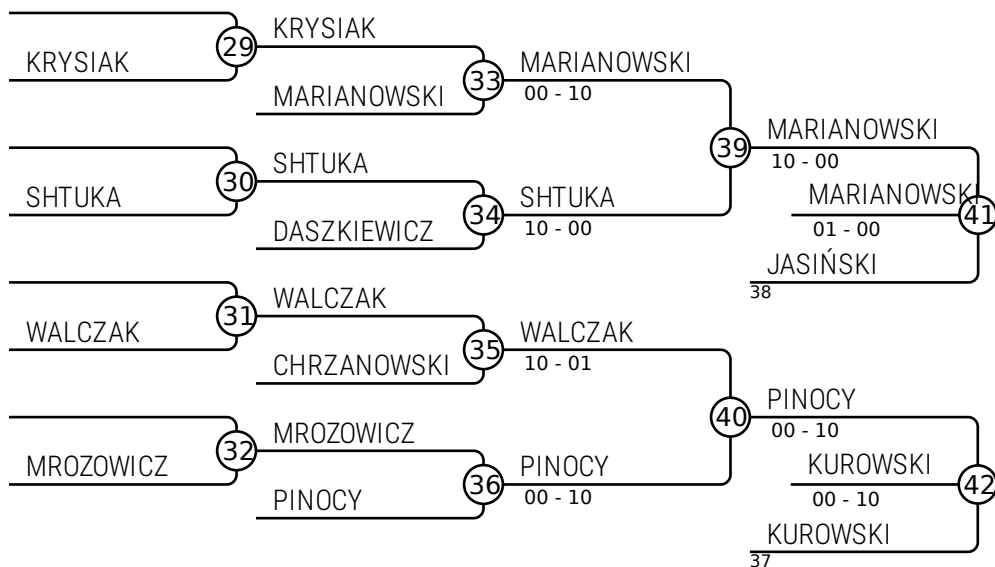 KRYSIAK
29
KRYSIAK
MARIANOWSKI
33
MARIANOWSKI
00 - 10
SHTUKA
30
SHTUKA
DASZKIEWICZ
34
SHTUKA
10 - 00
39
MARIANOWSKI
10 - 00
MARIANOWSKI
01 - 00
41
JASIŃSKI
38
WALCZAK
31
WALCZAK
CHRZANOWSKI
35
WALCZAK
10 - 01
MROZOWICZ
32
MROZOWICZ
PINOCY
36
PINOCY
00 - 10
40
PINOCY
00 - 10
KUROWSKI
00 - 10
42
KUROWSKI
37